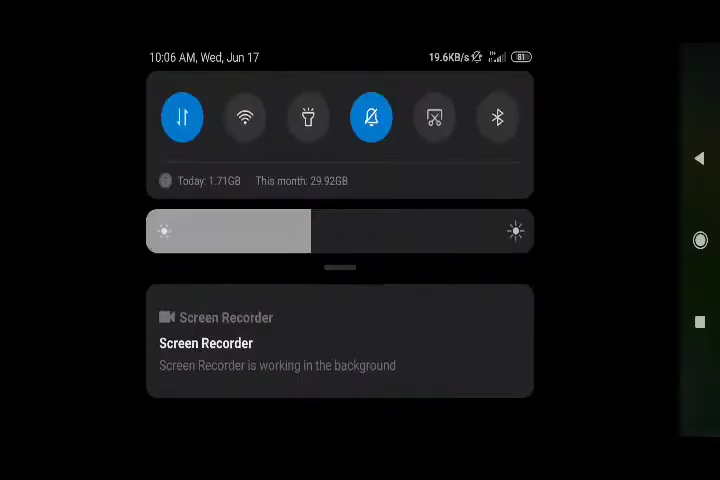 10:06 AM, Wed, Jun 17
19.6KB/s
81
Today: 1.71GB
This month: 29.92GB
Screen Recorder
Screen Recorder
Screen Recorder is working in the background